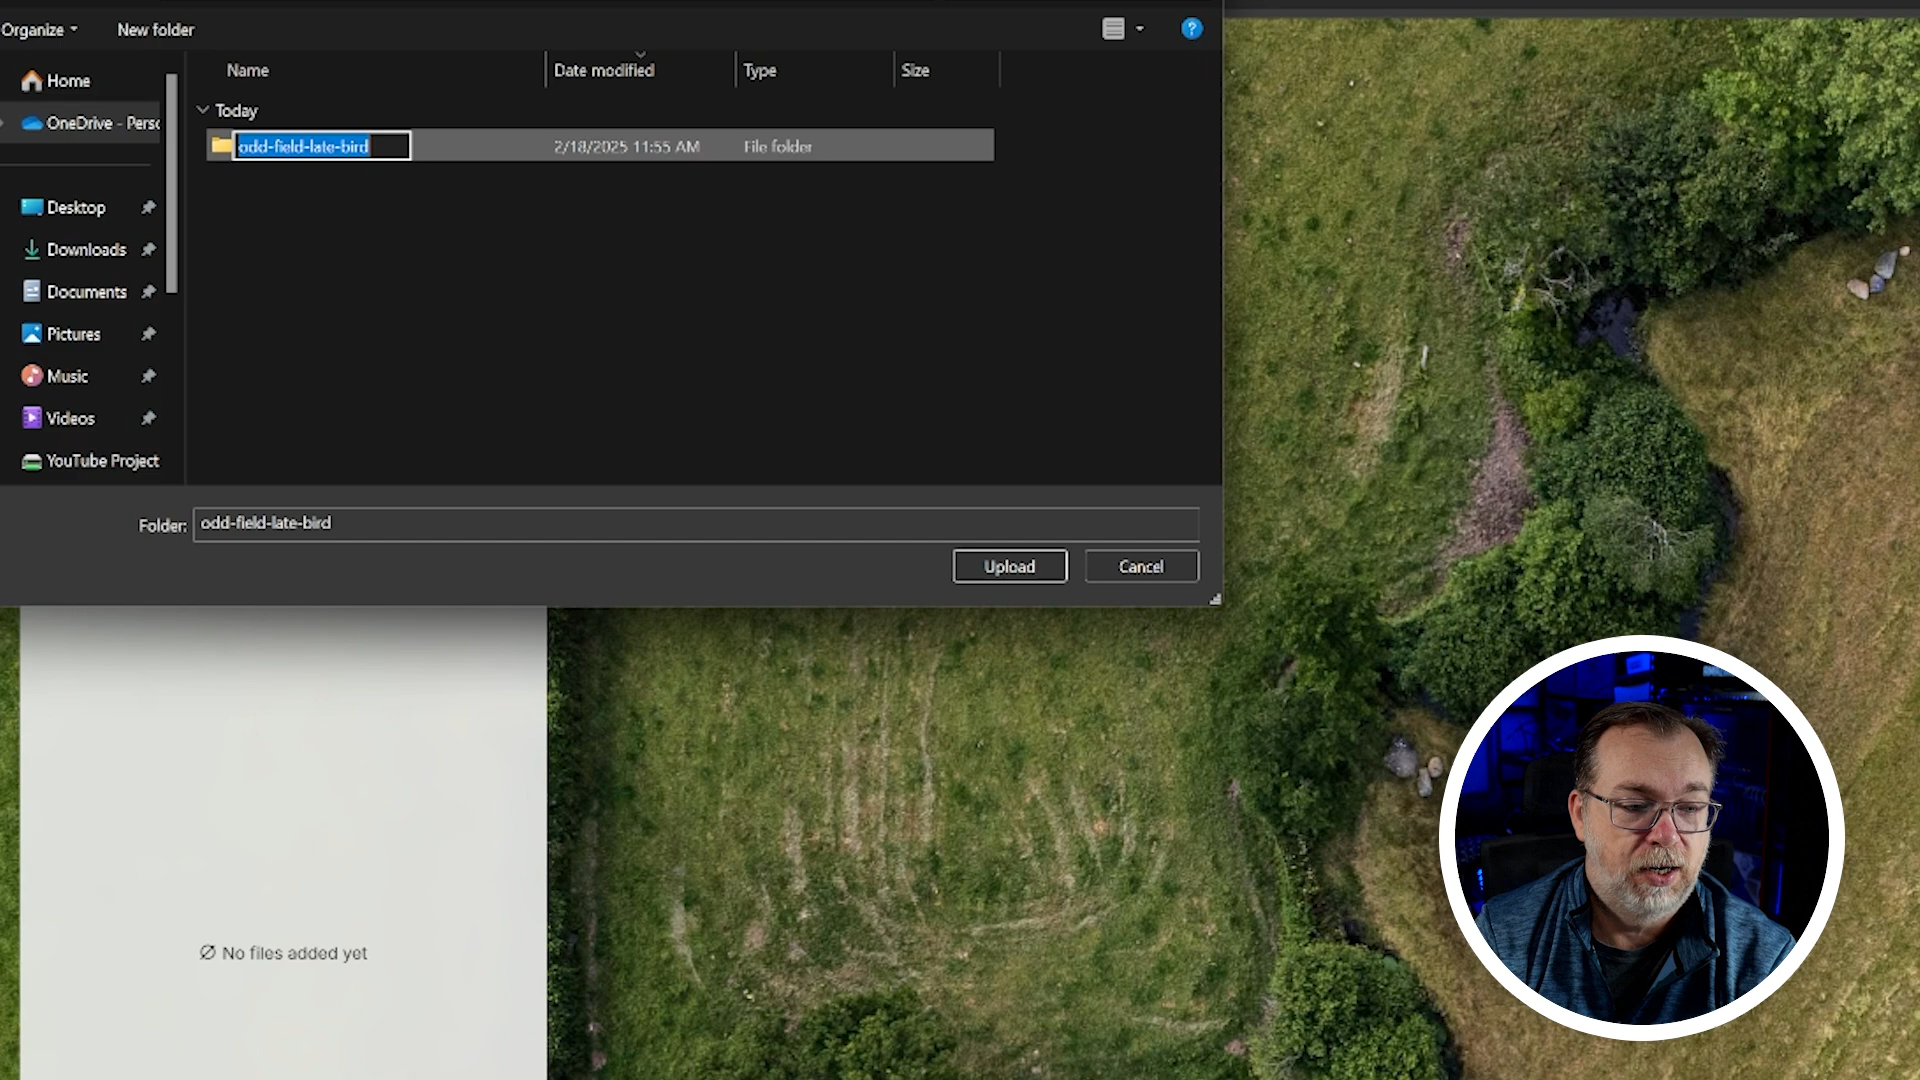 Organize
New folder
?
Name
Date modified
Type
Size
Home
Today
OneDrive - Persc
odd-field-late-bird
2/18/2025 11:55 AM
File folder
Desktop
Downloads
Documents
Pictures
Music
Videos
YouTube Project
Folder:
odd-field-late-bird
Upload
Cancel
No files added yet